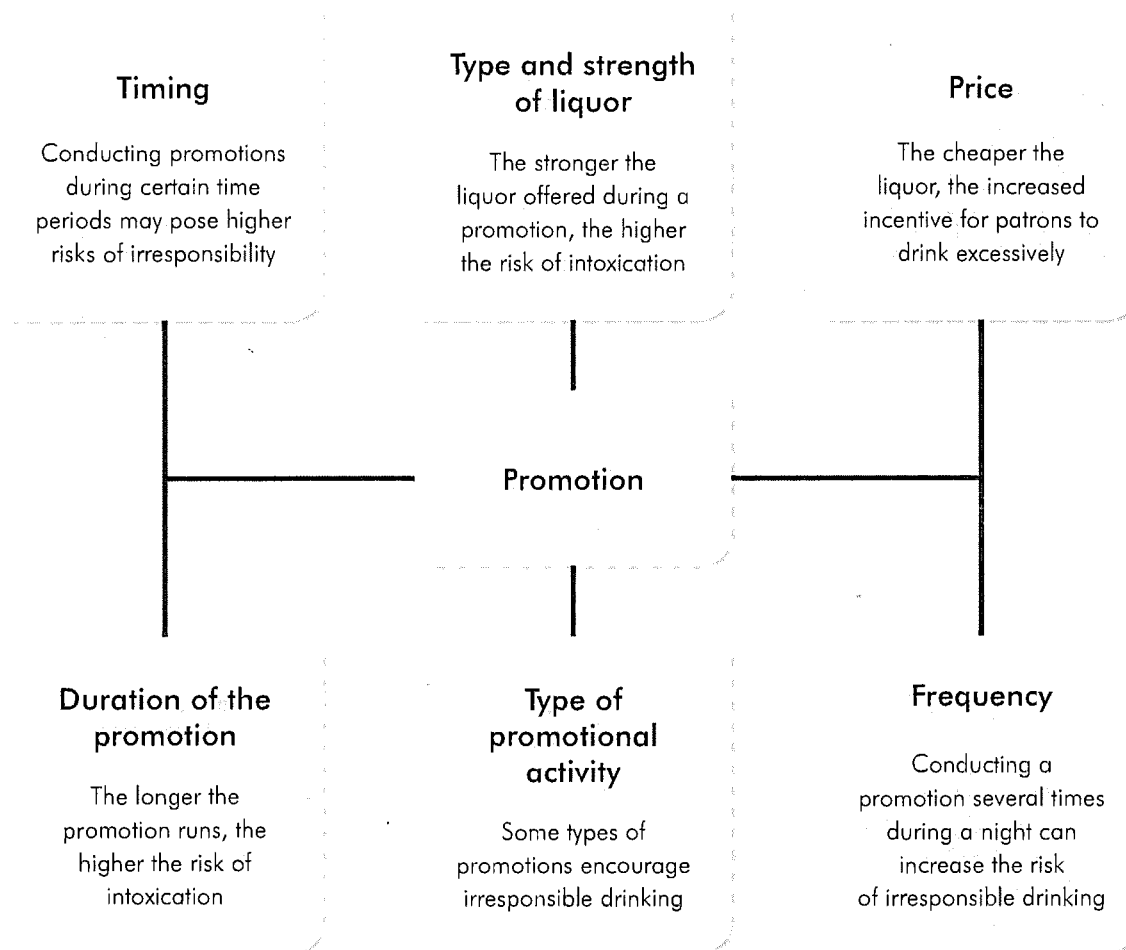 Timing
Conducting promotions
during certain time
periods may pose higher
risks of irresponsibility
Type and strength
of liquor
The stronger the
liquor offered during a
promotion, the higher
the risk of intoxication
Price
The cheaper the
liquor, the increased
incentive for patrons to
drink excessively
Promotion
Duration of the
promotion
The longer the
promotion runs, the
higher the risk of
intoxication
Type of
promotional
activity
Some types of
promotions encourage
irresponsible drinking
Frequency
Conducting a
promotion several times
during a night can
increase the risk
of irresponsible drinking